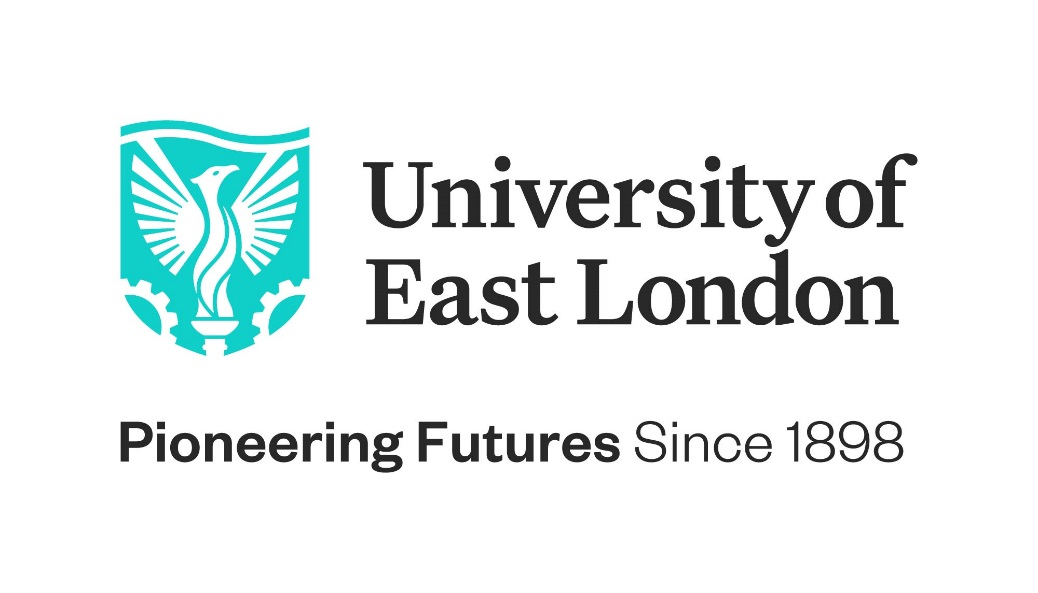 University of
East London
Pioneering Futures Since 1898